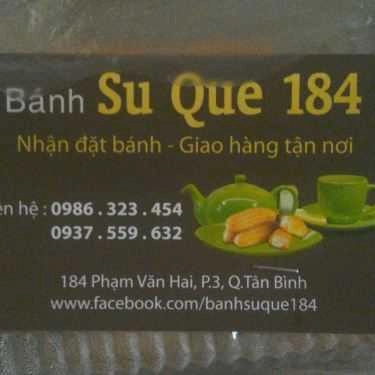 Bánh Su Que 184
Nhận đặt bánh - Giao hàng tận nơi
ên hệ : 0986 . 323 . 454
0937 . 559 . 632
184 Phạm Văn Hai, P.3, Q.Tân Bình
www.facebook.com/banhsuque184